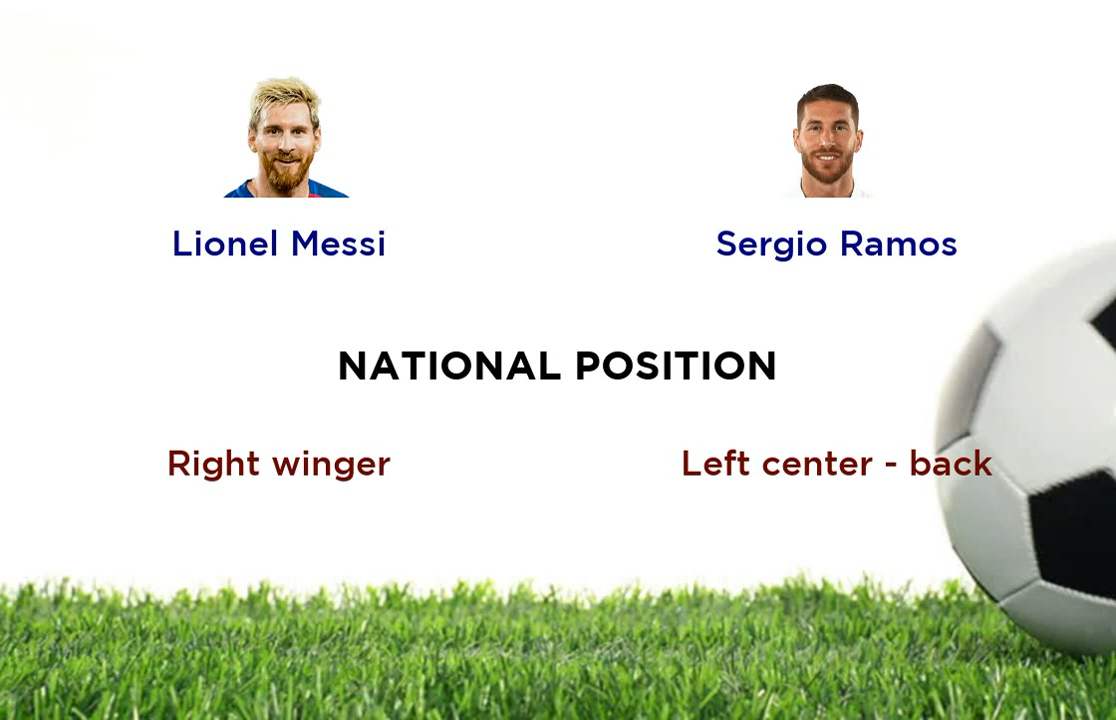 Lionel Messi
Sergio Ramos
NATIONAL POSITION
Right winger
Left center - back